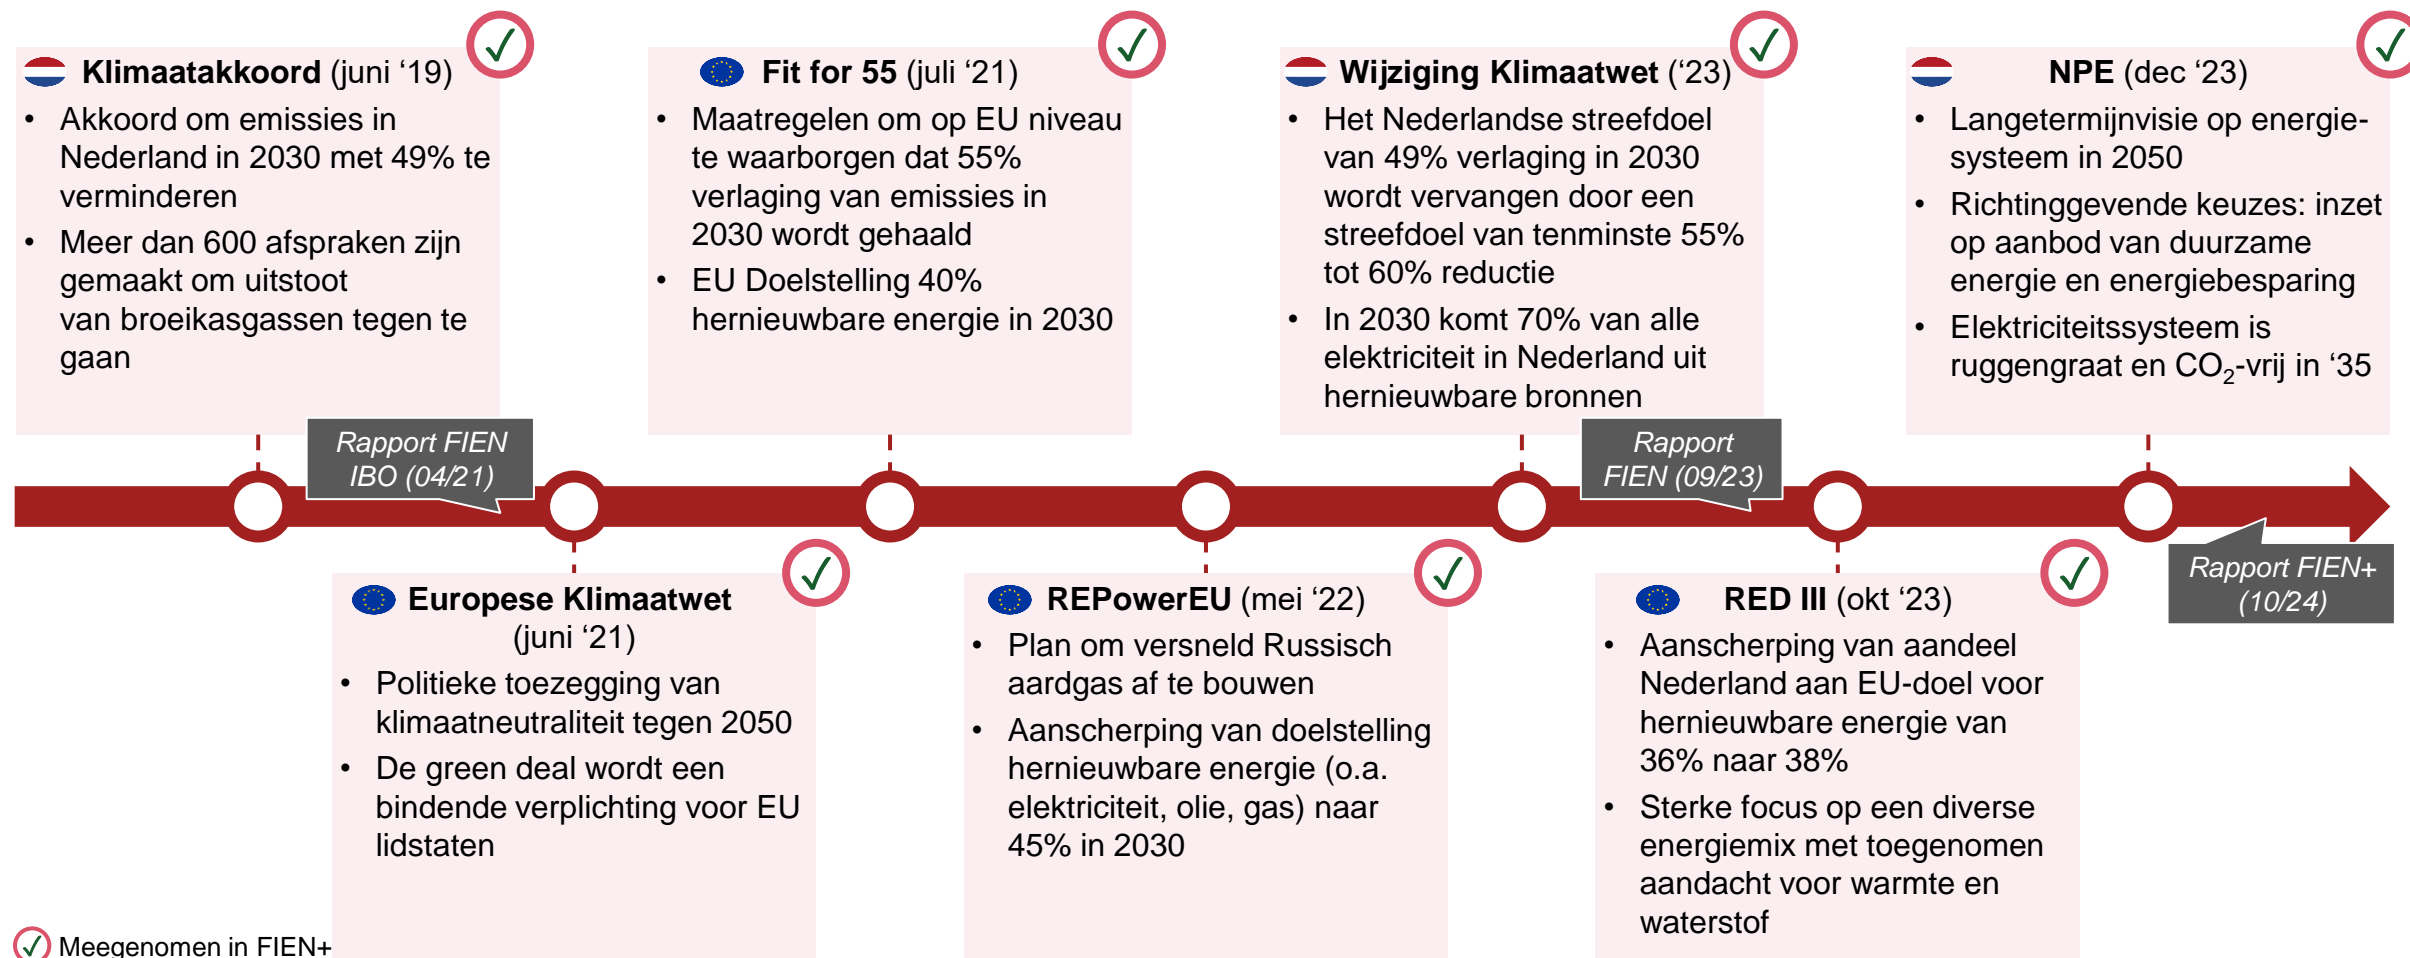 Klimaatakkoord (juni ‘19)
• Akkoord om emissies in
Nederland in 2030 met 49% te
verminderen
• Meer dan 600 afspraken zijn
gemaakt om uitstoot
van broeikasgassen tegen te
gaan
Fit for 55 (juli ‘21)
• Maatregelen om op EU niveau
te waarborgen dat 55%
verlaging van emissies in
2030 wordt gehaald
• EU Doelstelling 40%
hernieuwbare energie in 2030
Wijziging Klimaatwet (‘23)
• Het Nederlandse streefdoel
van 49% verlaging in 2030
wordt vervangen door een
streefdoel van tenminste 55%
tot 60% reductie
• In 2030 komt 70% van alle
elektriciteit in Nederland uit
hernieuwbare bronnen
NPE (dec ‘23)
• Langetermijnvisie op energie-
systeem in 2050
• Richtinggevende keuzes: inzet
op aanbod van duurzame
energie en energiebesparing
• Elektriciteitssysteem is
ruggengraat en CO₂-vrij in ‘35
Rapport FIEN
IBO (04/21)
Rapport
FIEN (09/23)
Rapport FIEN+
(10/24)
Europese Klimaatwet
(juni ‘21)
• Politieke toezegging van
klimaatneutraliteit tegen 2050
• De green deal wordt een
bindende verplichting voor EU
lidstaten
REPowerEU (mei ‘22)
• Plan om versneld Russisch
aardgas af te bouwen
• Aanscherping van doelstelling
hernieuwbare energie (o.a.
elektriciteit, olie, gas) naar
45% in 2030
RED III (okt ‘23)
• Aanscherping van aandeel
Nederland aan EU-doel voor
hernieuwbare energie van
36% naar 38%
• Sterke focus op een diverse
energiemix met toegenomen
aandacht voor warmte en
waterstof
Meegenomen in FIEN+